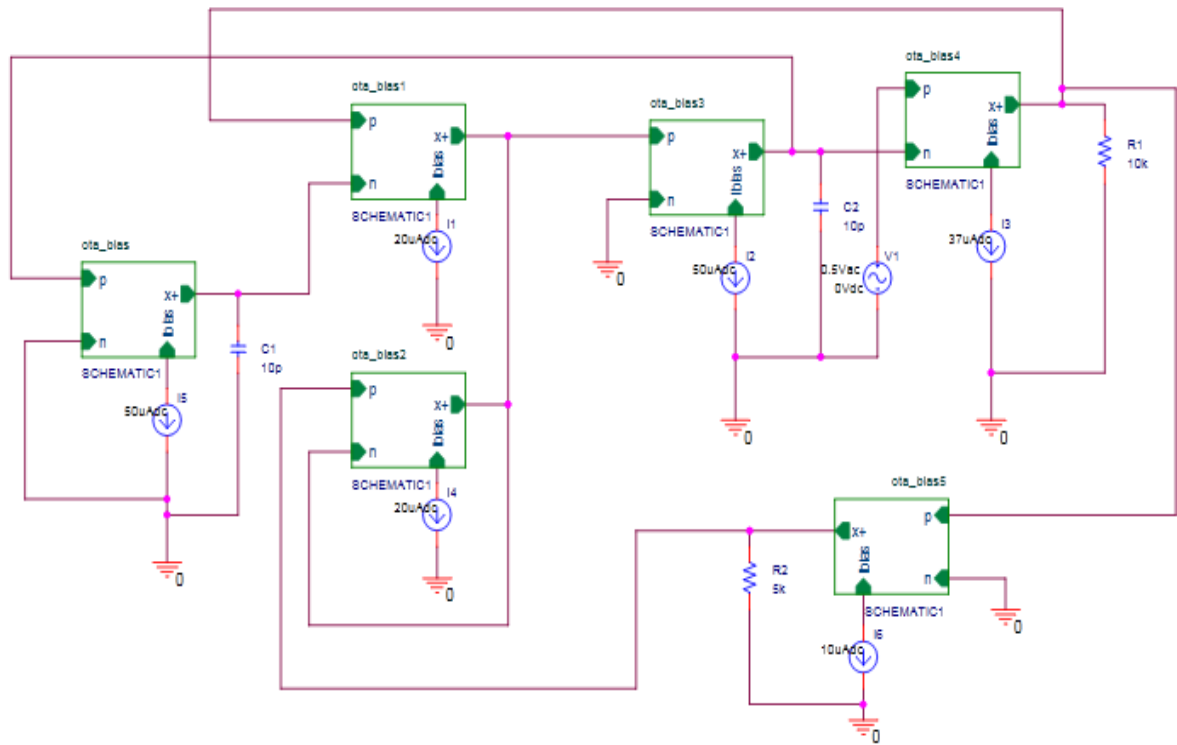 ota_bias4
ota_bias1
ota_bias3
p
x+
n
Ibias
SCHEMATIC1
I3
37uAdc
R1
10k
p
x+
n
Ibias
SCHEMATIC1
I1
20uAdc
p
x+
n
Ibias
SCHEMATIC1
I2
50uAdc
0
C2
10p
V1
0.5Vac
0Vdc
0
0
0
ota_bias
p
x+
n
Ibias
SCHEMATIC1
I5
50uAdc
C1
10p
0
ota_bias2
p
x+
n
Ibias
SCHEMATIC1
I4
20uAdc
0
ota_bias5
p
x+
n
Ibias
SCHEMATIC1
I6
10uAdc
R2
5k
0
0